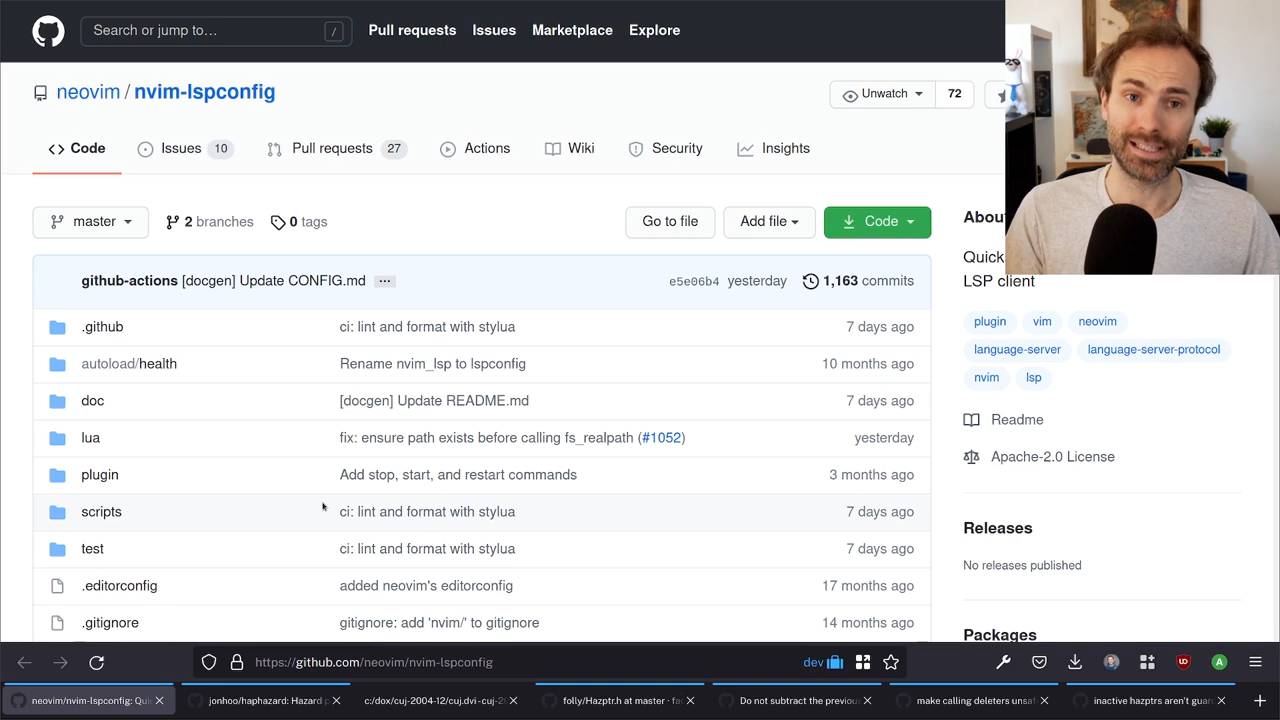 Search or jump to…
/
Pull requests
Issues
Marketplace
Explore
neovim / nvim-lspconfig
Unwatch
72
Code
Issues 10
Pull requests 27
Actions
Wiki
Security
Insights
master
2 branches
0 tags
Go to file
Add file
Code
About
github-actions [docgen] Update CONFIG.md ...
e5e06b4 yesterday
1,163 commits
Quick
LSP client
.github
ci: lint and format with stylua
7 days ago
plugin
vim
neovim
autoload/health
Rename nvim_lsp to lspconfig
10 months ago
language-server
language-server-protocol
nvim
lsp
doc
[docgen] Update README.md
7 days ago
Readme
lua
fix: ensure path exists before calling fs_realpath (#1052)
yesterday
Apache-2.0 License
plugin
Add stop, start, and restart commands
3 months ago
scripts
ci: lint and format with stylua
7 days ago
Releases
test
ci: lint and format with stylua
7 days ago
No releases published
.editorconfig
added neovim's editorconfig
17 months ago
.gitignore
gitignore: add 'nvim/' to gitignore
14 months ago
Packages
https://github.com/neovim/nvim-lspconfig
dev
A
neovim/nvim-lspconfig: Qui
jonhoo/haphazard: Hazard p
c:/dox/cuj-2004-12/cuj.dvi - cuj-20
folly/Hazptr.h at master · fac
Do not subtract the previou
make calling deleters unsaf
inactive hazptrs aren't guar